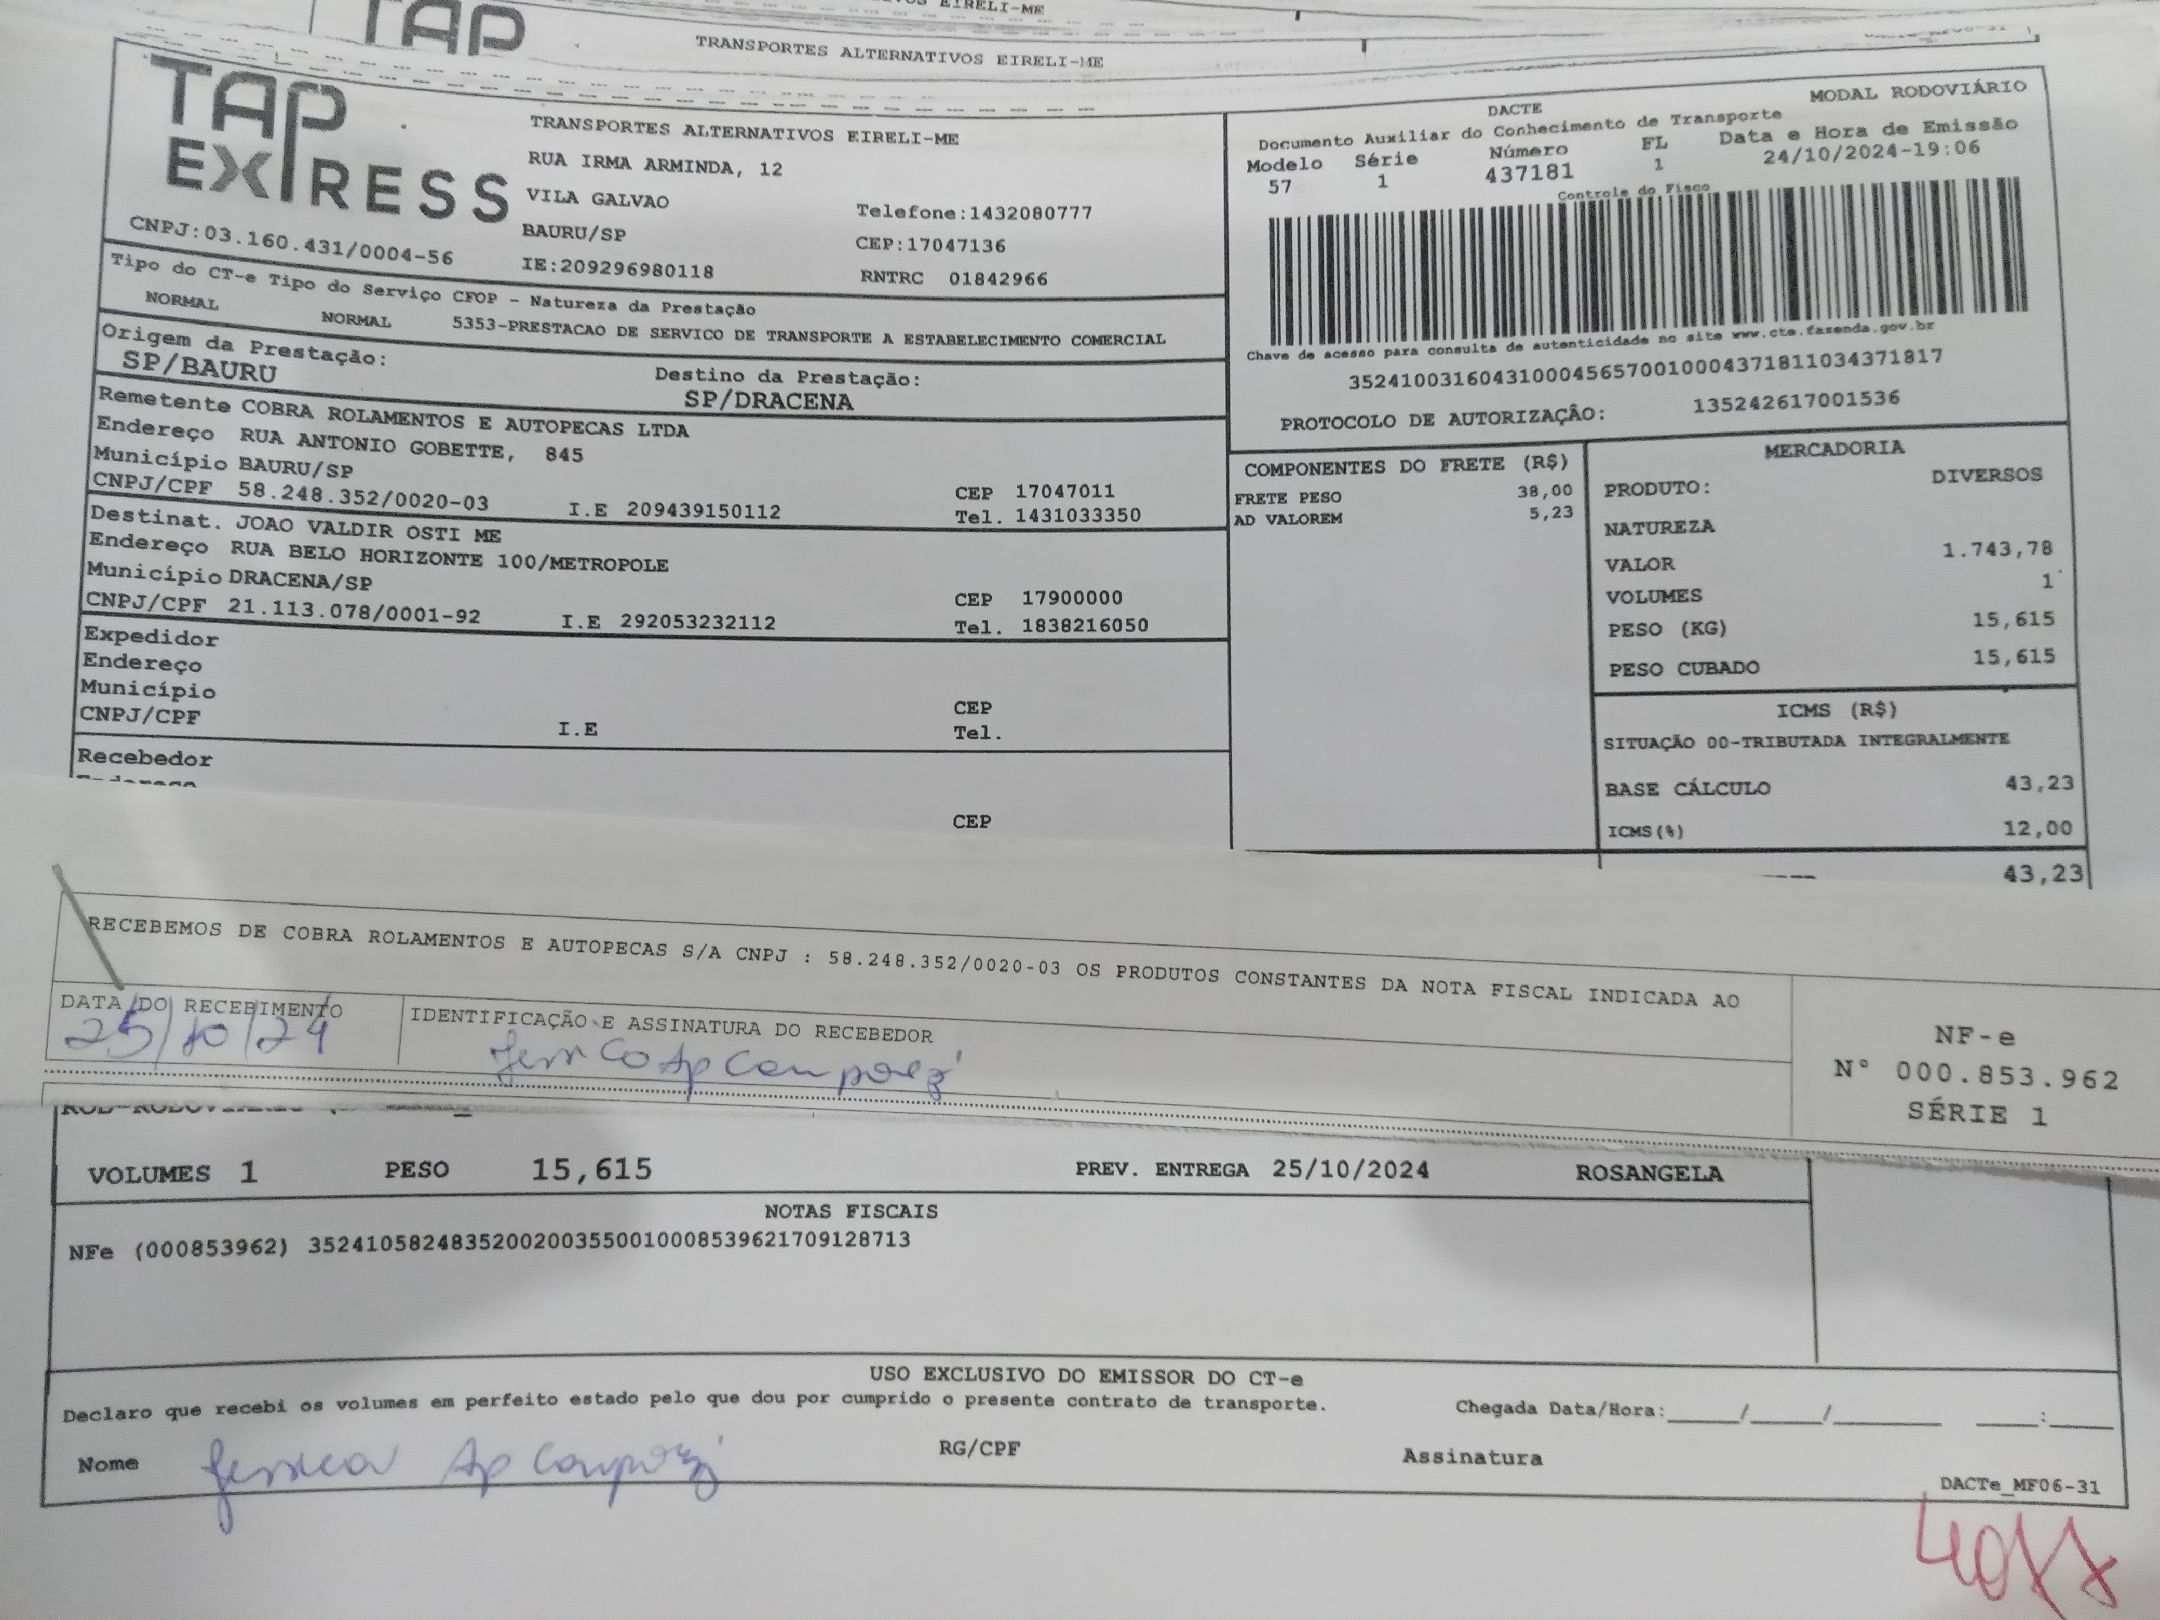 EIRELI-ME
TAP
TRANSPORTES ALTERNATIVOS EIRELI-ME
TAP
EXPRESS
CNPJ:03.160.431/0004-56
TRANSPORTES ALTERNATIVOS EIRELI-ME
RUA IRMA ARMINDA, 12
VILA GALVAO
BAURU/SP
IE:209296980118
Telefone:1432080777
CEP:17047136
RNTRC 01842966
DACTE
MODAL RODOVIÁRIO
Documento Auxiliar do Conhecimento de Transporte
Modelo Série Número FL Data e Hora de Emissão
57 1 437181 1 24/10/2024-19:06
Controle do Fisco
Chave de acesso para consulta de autenticidade no site www.cte.fazenda.gov.br
35241003160431000456570010004371811034371817
PROTOCOLO DE AUTORIZAÇÃO: 135242617001536
Tipo do CT-e Tipo do Serviço CFOP - Natureza da Prestação
NORMAL NORMAL 5353-PRESTACAO DE SERVICO DE TRANSPORTE A ESTABELECIMENTO COMERCIAL
Origem da Prestação: Destino da Prestação:
SP/BAURU SP/DRACENA
Remetente COBRA ROLAMENTOS E AUTOPECAS LTDA
Endereço RUA ANTONIO GOBETTE, 845
Município BAURU/SP CEP 17047011
CNPJ/CPF 58.248.352/0020-03 I.E 209439150112 Tel. 1431033350
Destinat. JOAO VALDIR OSTI ME
Endereço RUA BELO HORIZONTE 100/METROPOLE
Município DRACENA/SP CEP 17900000
CNPJ/CPF 21.113.078/0001-92 I.E 292053232112 Tel. 1838216050
Expedidor
Endereço
Município CEP
CNPJ/CPF I.E Tel.
Recebedor
Endereço
CEP
COMPONENTES DO FRETE (R$)
FRETE PESO 38,00
AD VALOREM 5,23
MERCADORIA
PRODUTO: DIVERSOS
NATUREZA
VALOR 1.743,78
VOLUMES 1
PESO (KG) 15,615
PESO CUBADO 15,615
ICMS (R$)
SITUAÇÃO 00-TRIBUTADA INTEGRALMENTE
BASE CÁLCULO 43,23
ICMS(%) 12,00
43,23
RECEBEMOS DE COBRA ROLAMENTOS E AUTOPECAS S/A CNPJ : 58.248.352/0020-03 OS PRODUTOS CONSTANTES DA NOTA FISCAL INDICADA AO
DATA DO RECEBIMENTO IDENTIFICAÇÃO E ASSINATURA DO RECEBEDOR
25/10/24
NF-e
N° 000.853.962
SÉRIE 1
VOLUMES 1 PESO 15,615 PREV. ENTREGA 25/10/2024 ROSANGELA
NOTAS FISCAIS
NFe (000853962) 35241058248352002003550010008539621709128713
USO EXCLUSIVO DO EMISSOR DO CT-e
Declaro que recebi os volumes em perfeito estado pelo que dou por cumprido o presente contrato de transporte. Chegada Data/Hora:_____/_____/_______ ____:____
Nome Jessica Ap RG/CPF Assinatura
DACTe_MF06-31